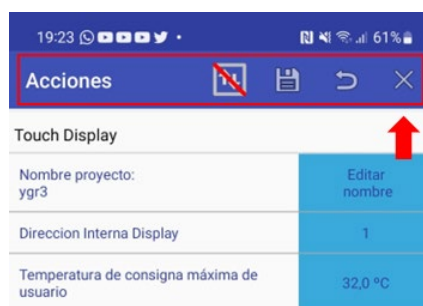 19:23 61%
Acciones
Touch Display
Nombre proyecto:
ygr3
Editar
nombre
Direccion Interna Display 1
Temperatura de consigna máxima de
usuario
32,0 ºC